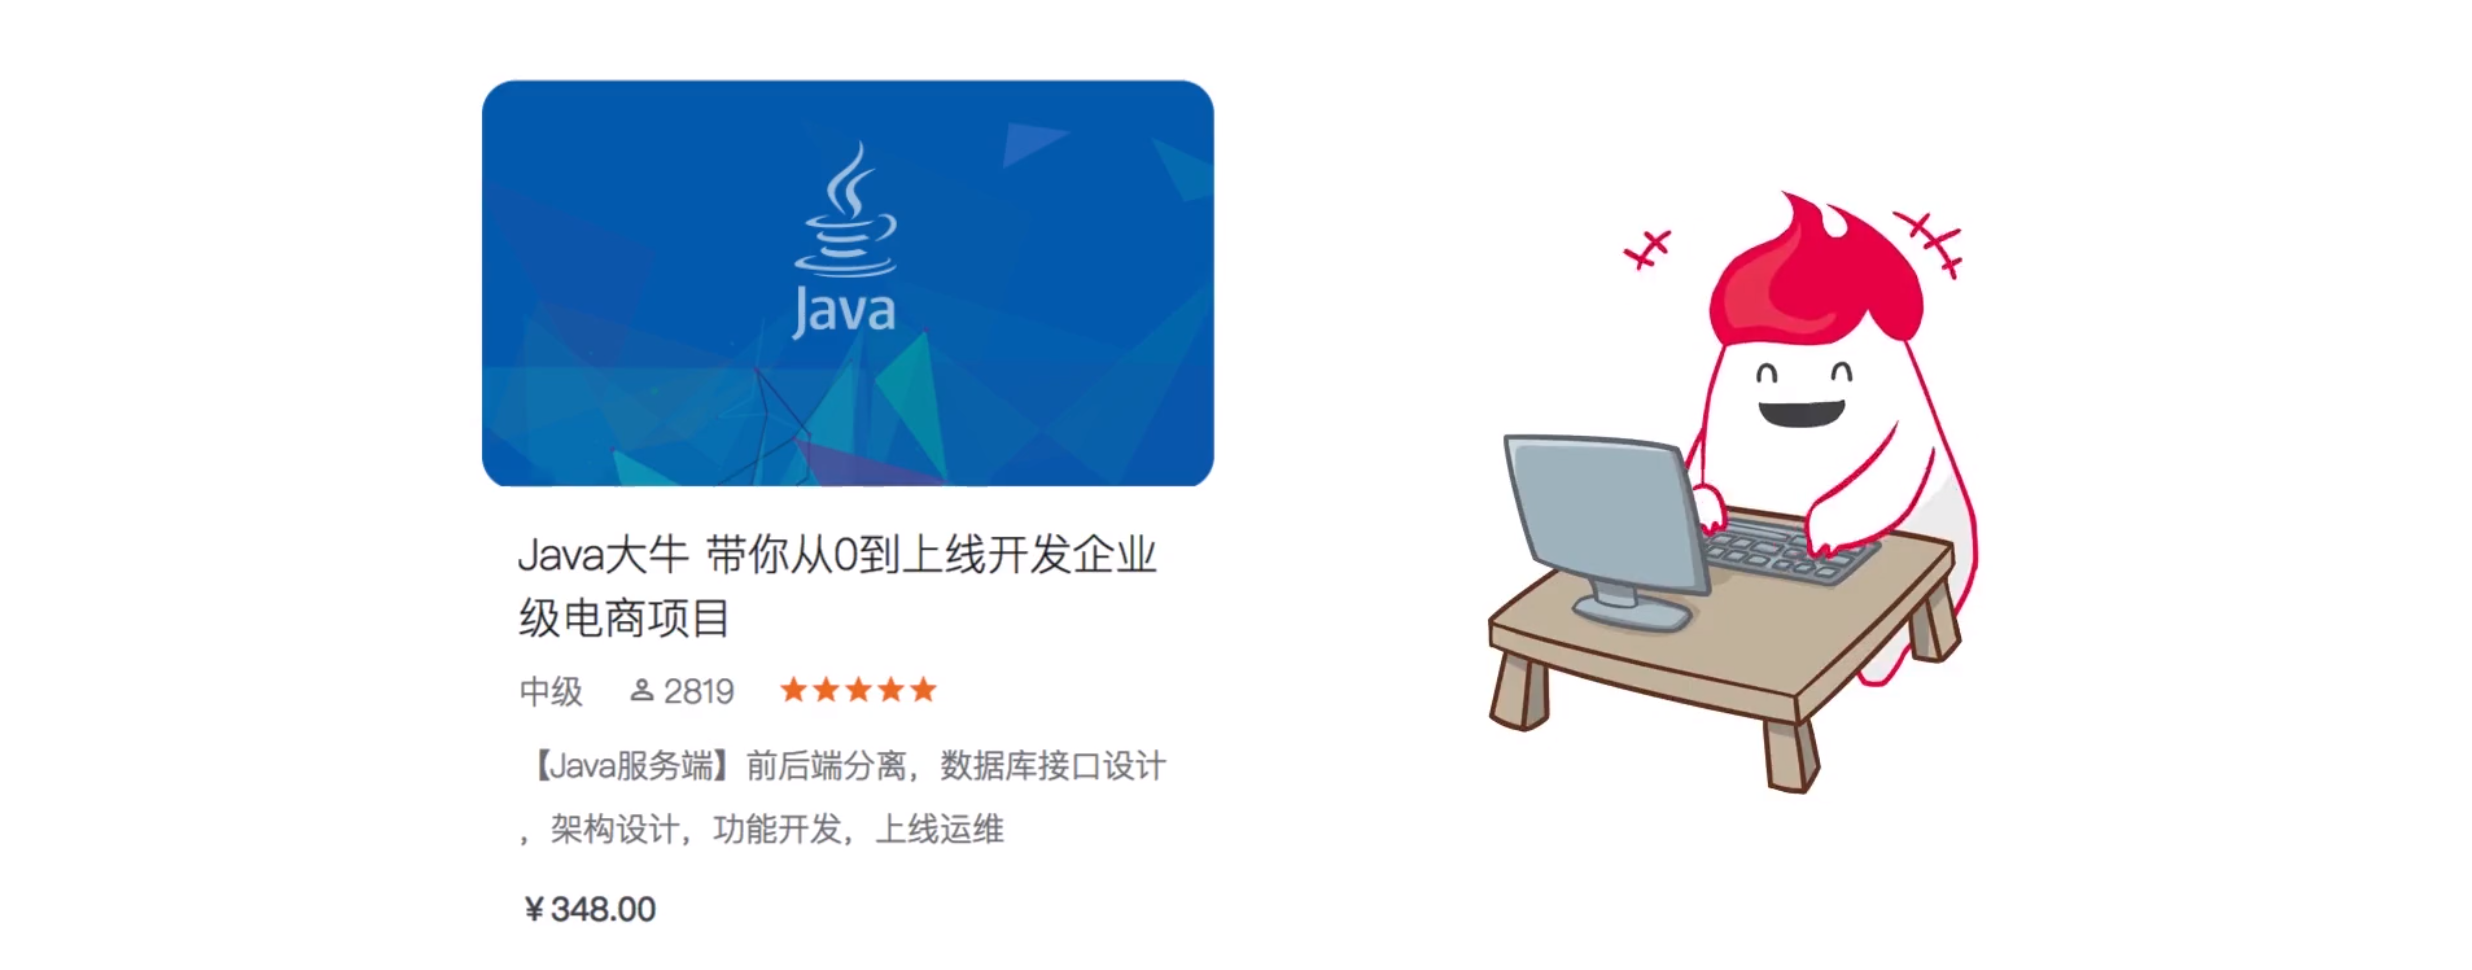 Java
Java大牛 带你从0到上线开发企业
级电商项目
中级 2819
【Java服务端】前后端分离，数据库接口设计
，架构设计，功能开发，上线运维
¥348.00